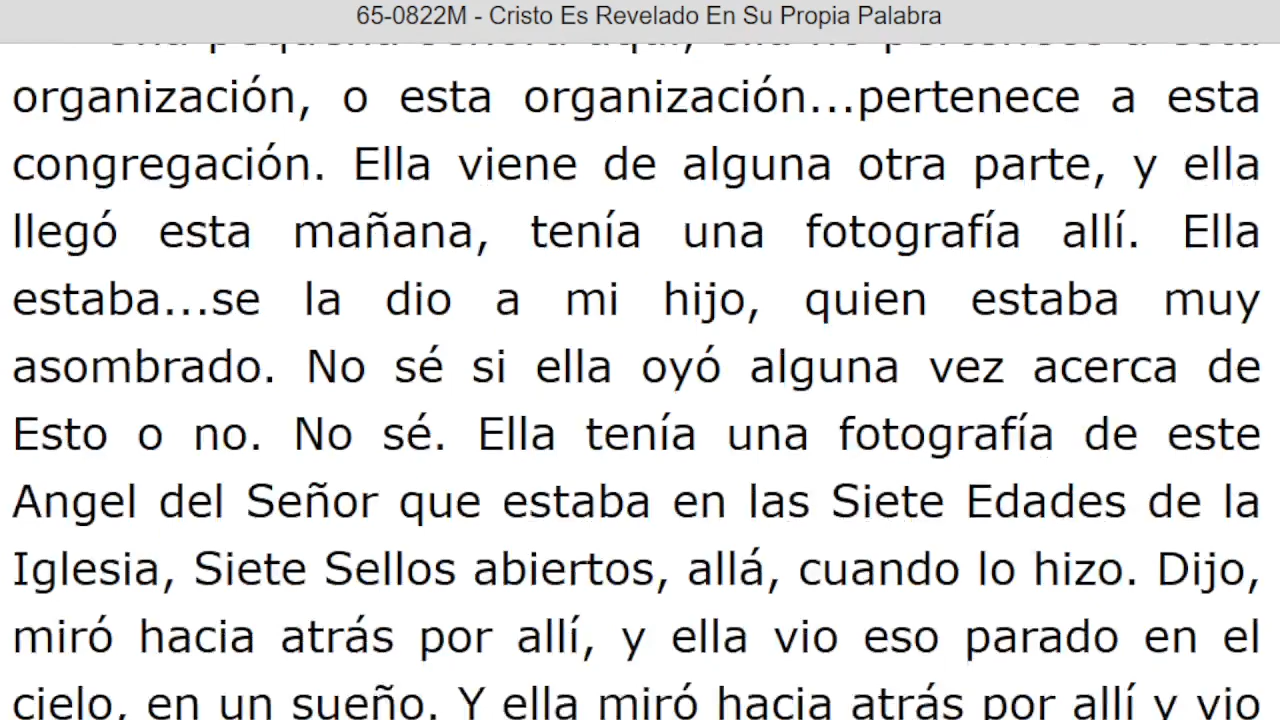 65-0822M - Cristo Es Revelado En Su Propia Palabra
organización, o esta organización...pertenece a esta
congregación. Ella viene de alguna otra parte, y ella
llegó esta mañana, tenía una fotografía allí. Ella
estaba...se la dio a mi hijo, quien estaba muy
asombrado. No sé si ella oyó alguna vez acerca de
Esto o no. No sé. Ella tenía una fotografía de este
Angel del Señor que estaba en las Siete Edades de la
Iglesia, Siete Sellos abiertos, allá, cuando lo hizo. Dijo,
miró hacia atrás por allí, y ella vio eso parado en el
cielo, en un sueño. Y ella miró hacia atrás por allí y vio